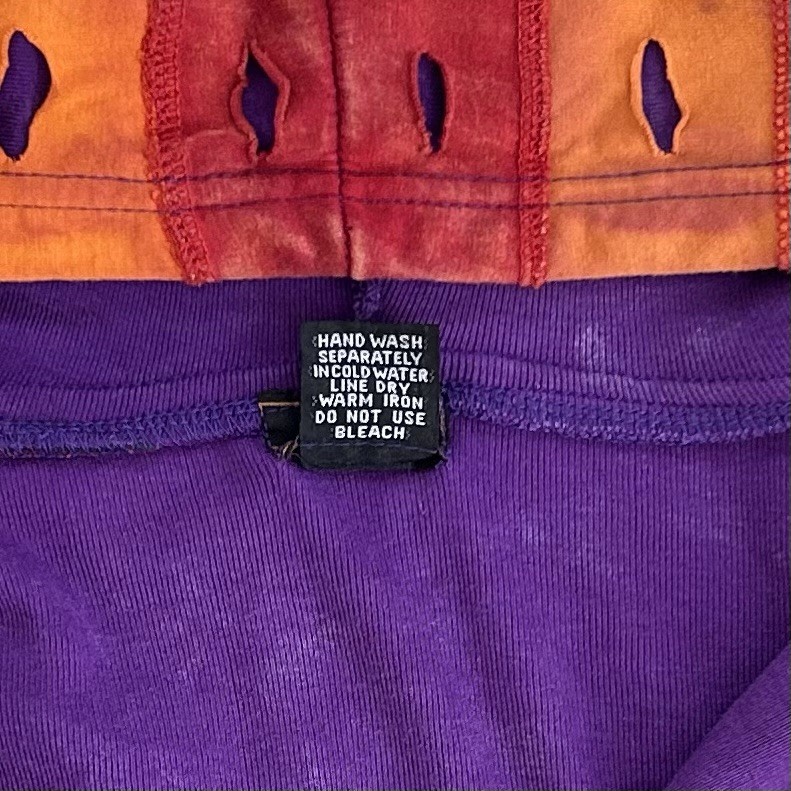 HAND WASH
SEPARATELY
IN COLD WATER
LINE DRY
WARM IRON
DO NOT USE
BLEACH